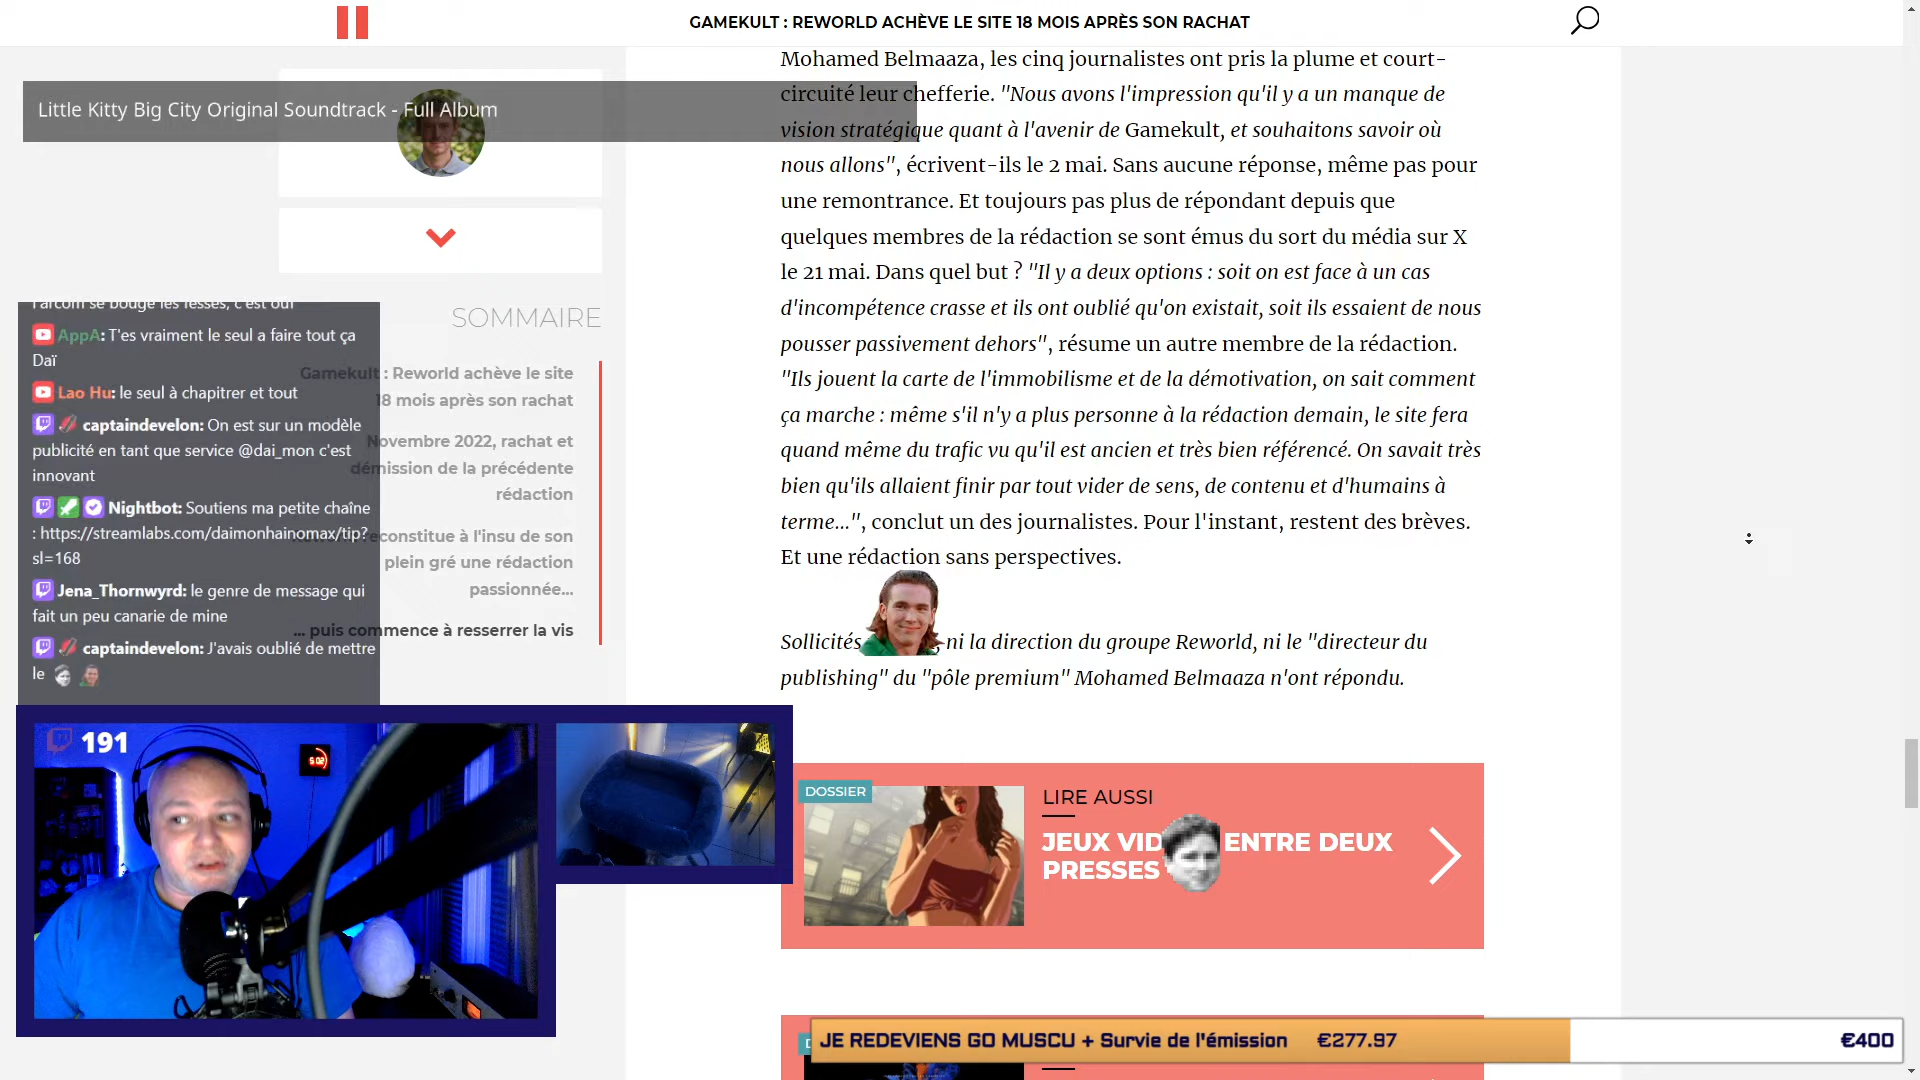 GAMEKULT : REWORLD ACHÈVE LE SITE 18 MOIS APRÈS SON RACHAT
Little Kitty Big City Original Soundtrack - Full Album
SOMMAIRE
Gamekult : Reworld achève le site
18 mois après son rachat
Novembre 2022, rachat et
démission de la précédente
rédaction
reconstitue à l'insu de son
plein gré une rédaction
passionnée...
... puis commence à resserrer la vis
l'arcom se bouge les fesses, c'est ouf
AppA: T'es vraiment le seul a faire tout ça
Daï
Lao Hu: le seul à chapitrer et tout
captaindevelon: On est sur un modèle
publicité en tant que service @dai_mon c'est
innovant
Nightbot: Soutiens ma petite chaîne
: https://streamlabs.com/daimonhainomax/tip?
sl=168
Jena_Thornwyrd: le genre de message qui
fait un peu canarie de mine
captaindevelon: J'avais oublié de mettre
le
191
5:02
Mohamed Belmaaza, les cinq journalistes ont pris la plume et court-
circuité leur chefferie. "Nous avons l'impression qu'il y a un manque de
vision stratégique quant à l'avenir de Gamekult, et souhaitons savoir où
nous allons", écrivent-ils le 2 mai. Sans aucune réponse, même pas pour
une remontrance. Et toujours pas plus de répondant depuis que
quelques membres de la rédaction se sont émus du sort du média sur X
le 21 mai. Dans quel but ? "Il y a deux options : soit on est face à un cas
d'incompétence crasse et ils ont oublié qu'on existait, soit ils essaient de nous
pousser passivement dehors", résume un autre membre de la rédaction.
"Ils jouent la carte de l'immobilisme et de la démotivation, on sait comment
ça marche : même s'il n'y a plus personne à la rédaction demain, le site fera
quand même du trafic vu qu'il est ancien et très bien référencé. On savait très
bien qu'ils allaient finir par tout vider de sens, de contenu et d'humains à
terme...", conclut un des journalistes. Pour l'instant, restent des brèves.
Et une rédaction sans perspectives.
Sollicités ni la direction du groupe Reworld, ni le "directeur du
publishing" du "pôle premium" Mohamed Belmaaza n'ont répondu.
DOSSIER
LIRE AUSSI
JEUX VID ENTRE DEUX
PRESSES
JE REDEVIENS GO MUSCU + Survie de l'émission €277.97 €400